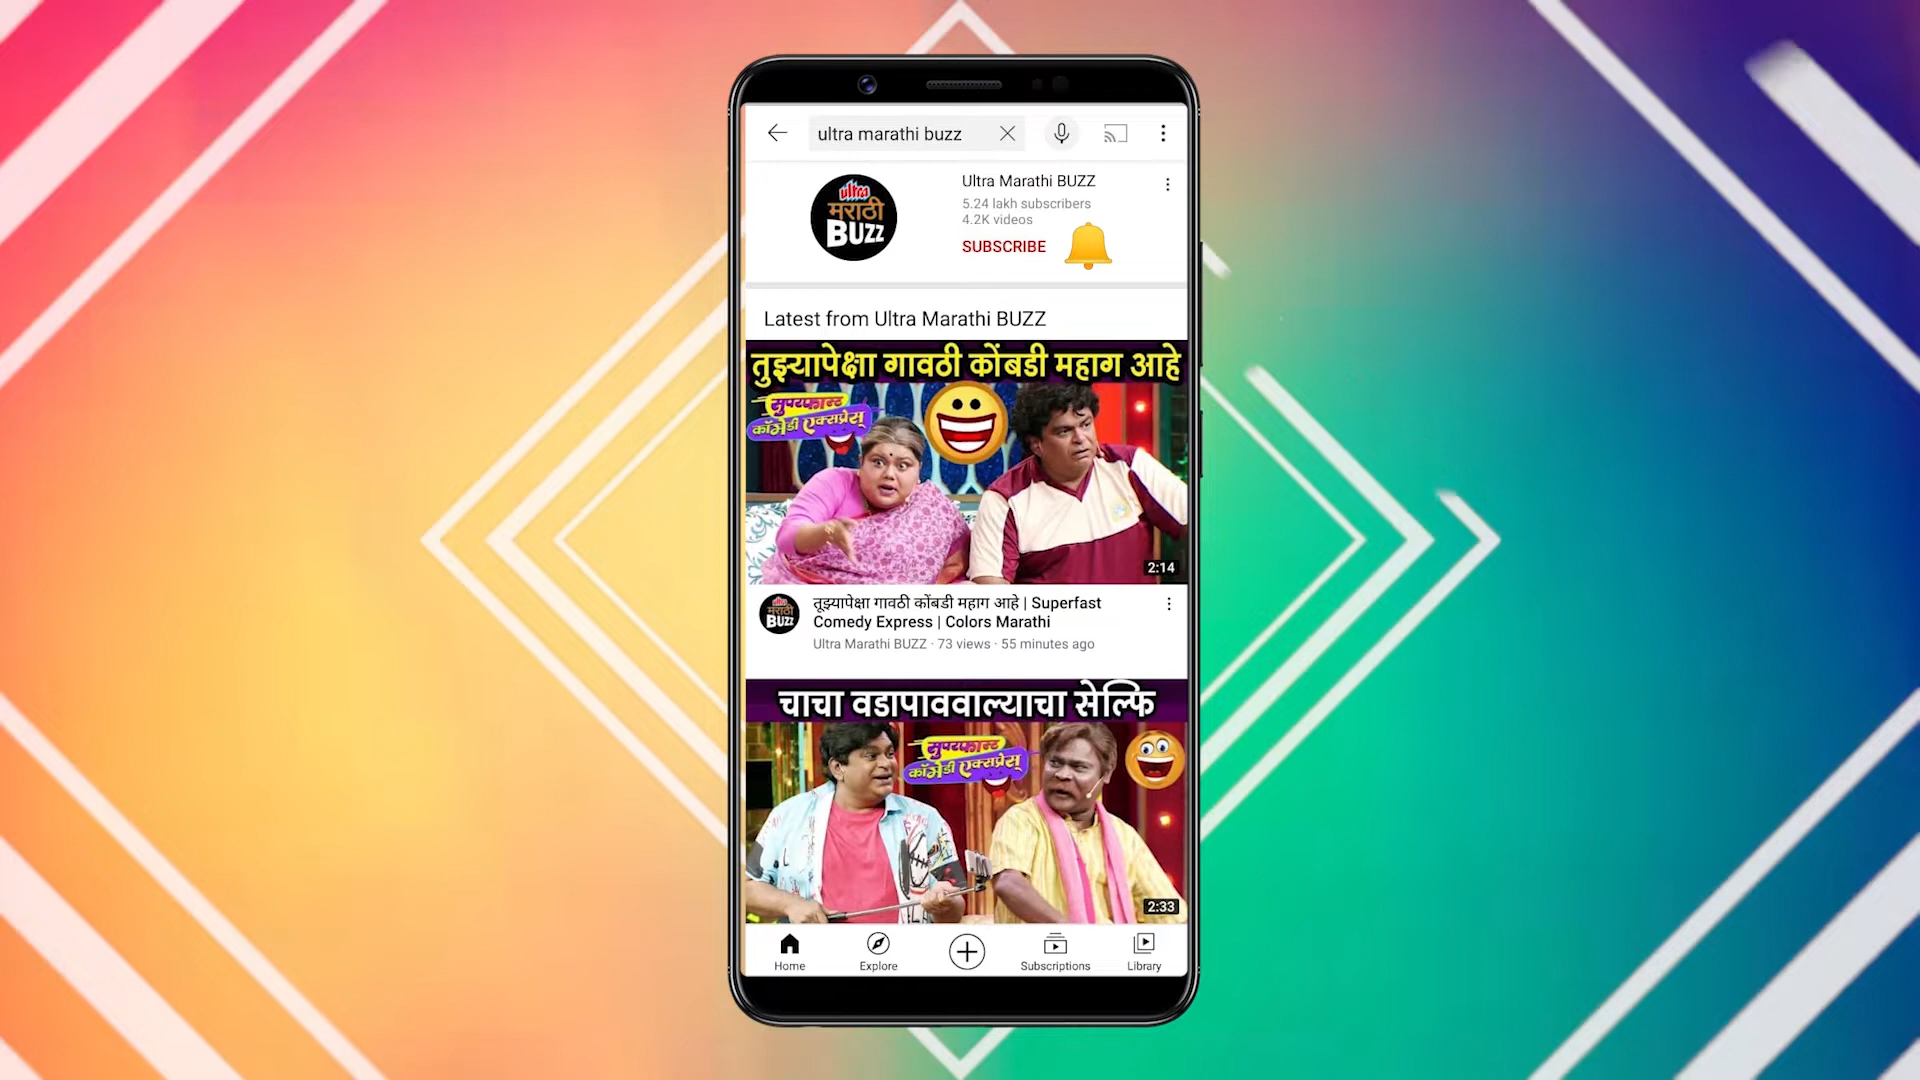 ultra marathi buzz
ultra
मराठी
BUZZ
Ultra Marathi BUZZ
5.24 lakh subscribers
4.2K videos
SUBSCRIBE
Latest from Ultra Marathi BUZZ
तुझ्यापेक्षा गावठी कोंबडी महाग आहे
सुपरफास्ट
कॉमेडी एक्सप्रेस्
2:14
ultra
मराठी
BUZZ
तूझ्यापेक्षा गावठी कोंबडी महाग आहे | Superfast
Comedy Express | Colors Marathi
Ultra Marathi BUZZ · 73 views · 55 minutes ago
चाचा वडापाववाल्याचा सेल्फि
सुपरफास्ट
कॉमेडी एक्सप्रेस्
2:33
Home
Explore
Subscriptions
Library